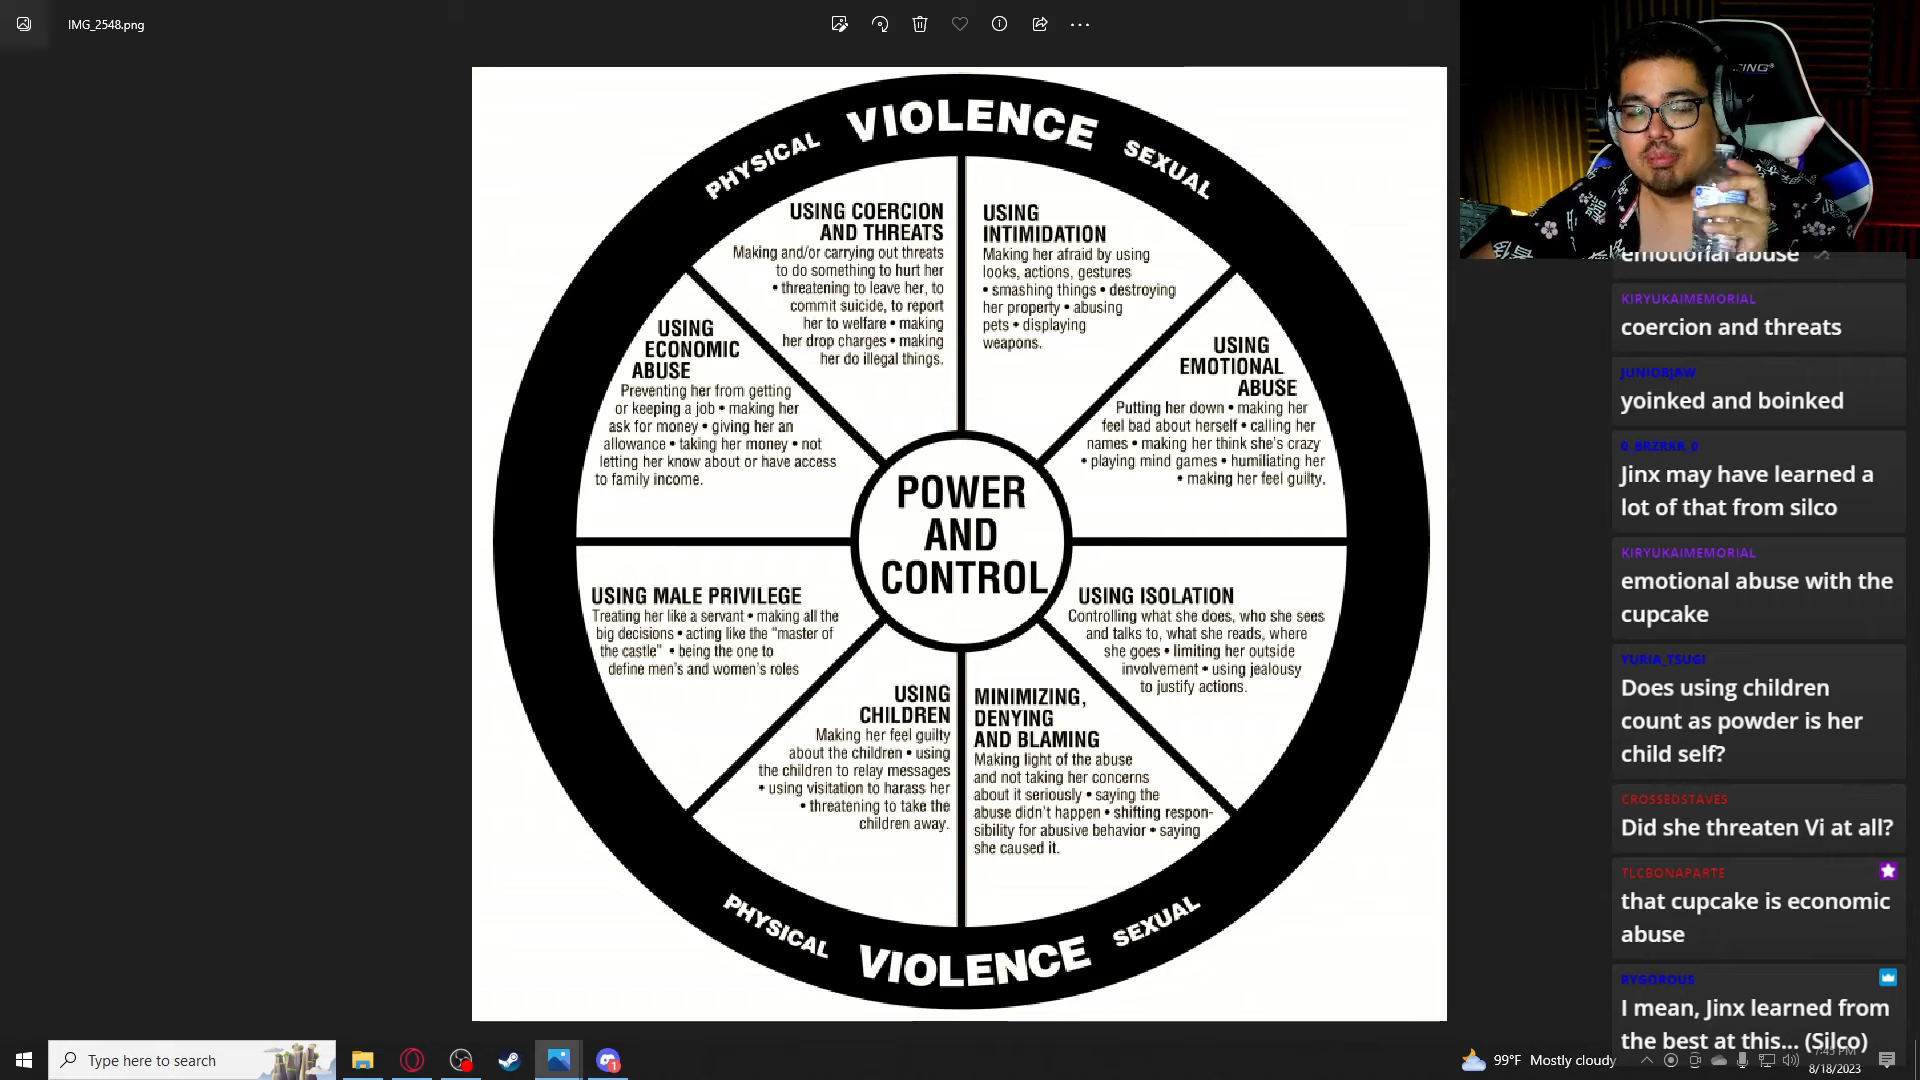 IMG_2548.png
PHYSICAL VIOLENCE SEXUAL
USING COERCION
AND THREATS
Making and/or carrying out threats
to do something to hurt her
• threatening to leave her, to
commit suicide, to report
her to welfare • making
her drop charges • making
her do illegal things.
USING
INTIMIDATION
Making her afraid by using
looks, actions, gestures
• smashing things • destroying
her property • abusing
pets • displaying
weapons.
USING
ECONOMIC
ABUSE
Preventing her from getting
or keeping a job • making her
ask for money • giving her an
allowance • taking her money • not
letting her know about or have access
to family income.
USING
EMOTIONAL
ABUSE
Putting her down • making her
feel bad about herself • calling her
names • making her think she's crazy
• playing mind games • humiliating her
• making her feel guilty.
POWER
AND
CONTROL
USING MALE PRIVILEGE
Treating her like a servant • making all the
big decisions • acting like the "master of
the castle" • being the one to
define men's and women's roles
USING ISOLATION
Controlling what she does, who she sees
and talks to, what she reads, where
she goes • limiting her outside
involvement • using jealousy
to justify actions.
USING
CHILDREN
Making her feel guilty
about the children • using
the children to relay messages
• using visitation to harass her
• threatening to take the
children away.
MINIMIZING,
DENYING
AND BLAMING
Making light of the abuse
and not taking her concerns
about it seriously • saying the
abuse didn't happen • shifting respon-
sibility for abusive behavior • saying
she caused it.
PHYSICAL VIOLENCE SEXUAL
emotional abuse
KIRYUKAIMEMORIAL
coercion and threats
JUNIORJAW
yoinked and boinked
0_BRZRKR_0
Jinx may have learned a
lot of that from silco
KIRYUKAIMEMORIAL
emotional abuse with the
cupcake
YURIA_TSUGI
Does using children
count as powder is her
child self?
CROSSEDSTAVES
Did she threaten Vi at all?
TLCBONAPARTE
that cupcake is economic
abuse
RYGOROUS
I mean, Jinx learned from
the best at this... (Silco)
Type here to search
99°F Mostly cloudy
7:45 PM
8/18/2023